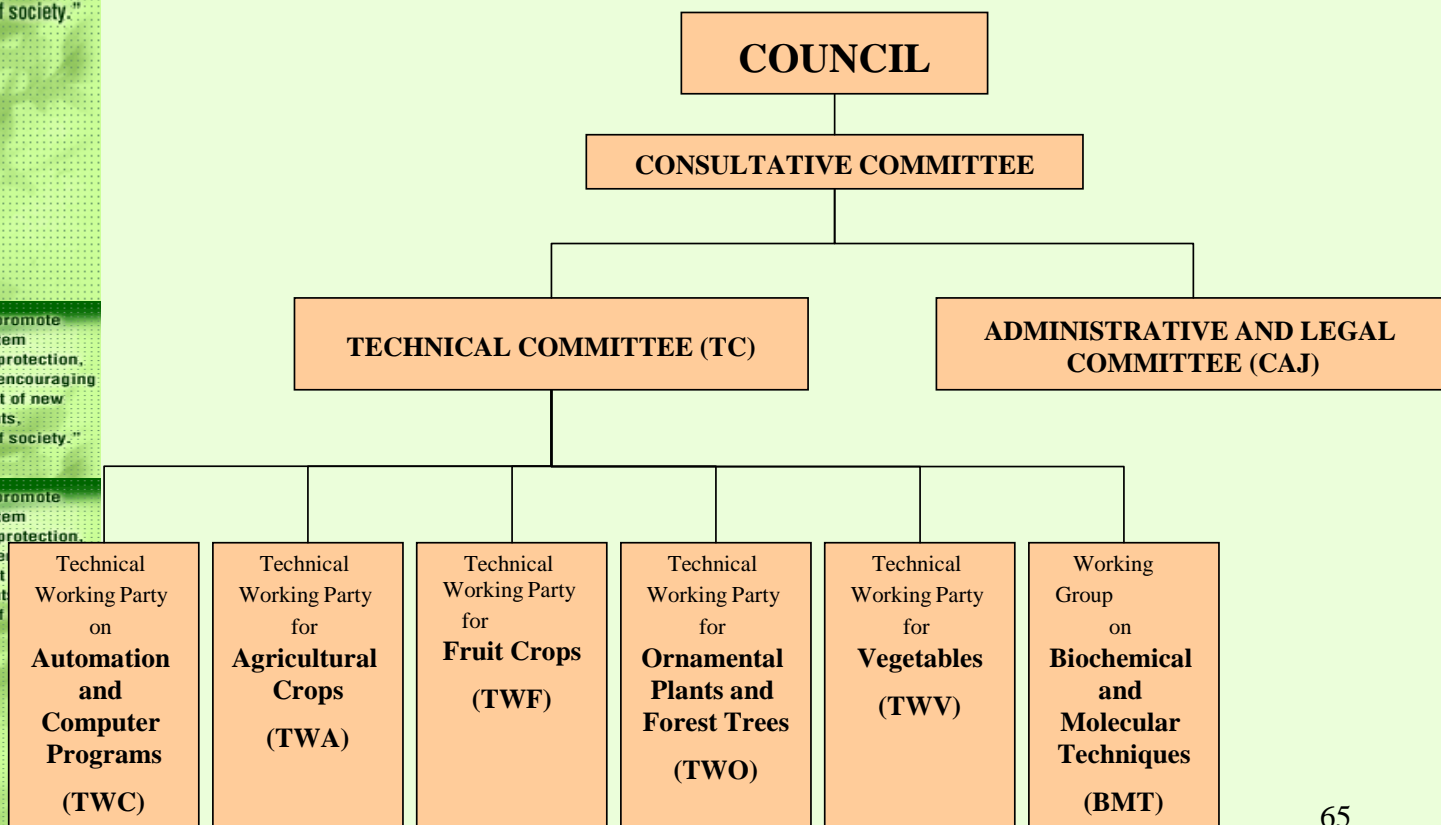 f society."
COUNCIL
CONSULTATIVE COMMITTEE
TECHNICAL COMMITTEE (TC)
ADMINISTRATIVE AND LEGAL
COMMITTEE (CAJ)
romote
em
protection,
encouraging
t of new
ts,
f society."
romote
em
protection,
Technical
Working Party
on
Automation
and
Computer
Programs
(TWC)
Technical
Working Party
for
Agricultural
Crops
(TWA)
Technical
Working Party
for
Fruit Crops
(TWF)
Technical
Working Party
for
Ornamental
Plants and
Forest Trees
(TWO)
Technical
Working Party
for
Vegetables
(TWV)
Working
Group
on
Biochemical
and
Molecular
Techniques
(BMT)
65